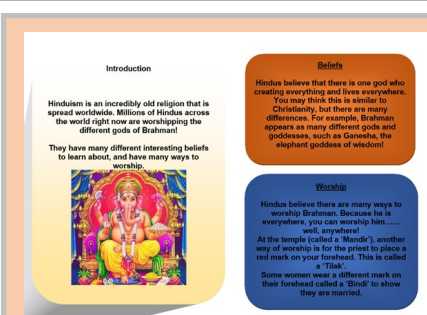 Introduction
Hinduism is an incredibly old religion that is
spread worldwide. Millions of Hindus across
the world right now are worshipping the
different gods of Brahman!
They have many different interesting beliefs
to learn about, and have many ways to
worship.
Beliefs
Hindus believe that there is one god who
creating everything and lives everywhere.
You may think this is similar to
Christianity, but there are many
differences. For example, Brahman
appears as many different gods and
goddesses, such as Ganesha, the
elephant goddess of wisdom!
Worship
Hindus believe there are many ways to
worship Brahman. Because he is
everywhere, you can worship him……
well, anywhere!
At the temple (called a ‘Mandir’), another
way of worship is for the priest to place a
red mark on your forehead. This is called
a ‘Tilak’.
Some women wear a different mark on
their forehead called a ‘Bindi’ to show
they are married.